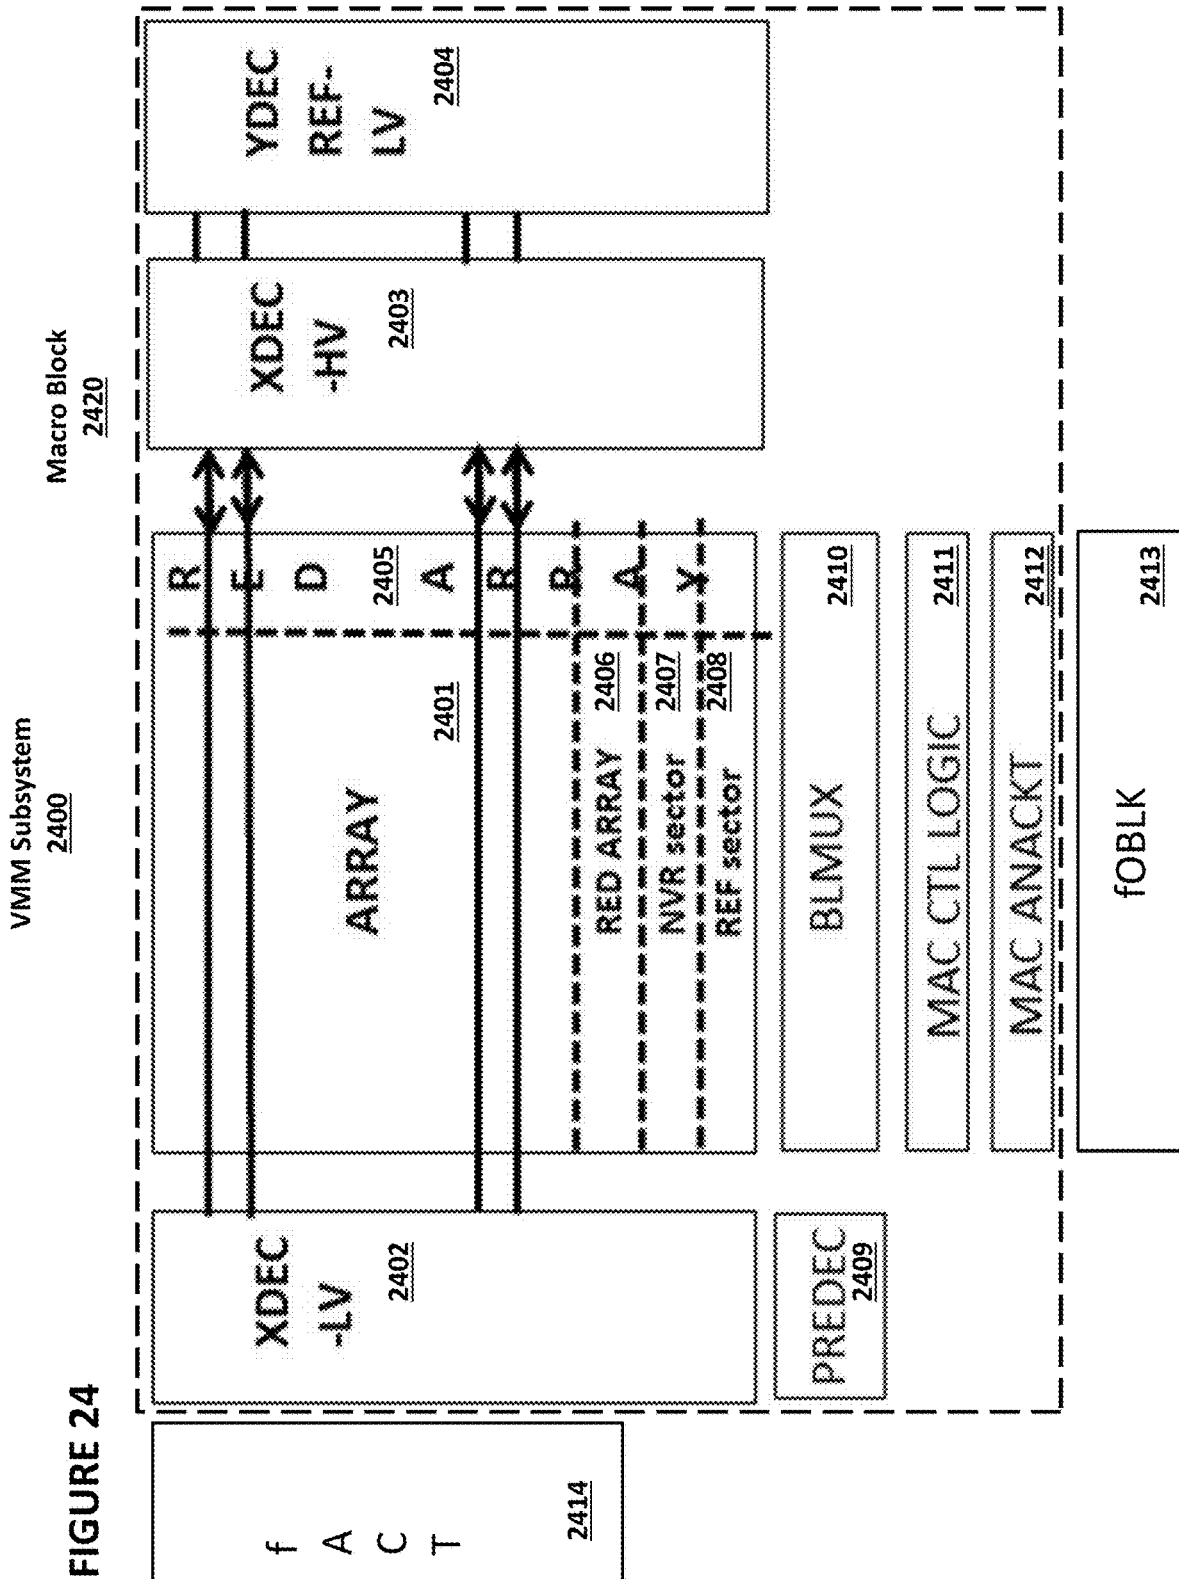 FIGURE 24
VMM Subsystem
2400
Macro Block
2420
f
A
C
T
2414
XDEC
-LV
2402
ARRAY
2401
R
E
D
2405
A
R
R
A
Y
RED ARRAY 2406
NVR sector 2407
REF sector 2408
XDEC
-HV
2403
YDEC
REF-
LV
2404
PREDEC
2409
BLMUX 2410
MAC CTL LOGIC 2411
MAC ANACKT 2412
fOBLK 2413